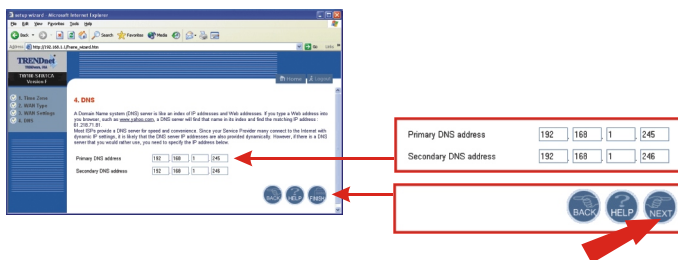 setup wizard - Microsoft Internet Explorer
File Edit View Favorites Tools Help
Back Search Favorites Media
Address http://192.168.1.1/frame_wizard.htm Go Links
TRENDnet
TW100-S4W1CA
Version F
Home Logout
1. Time Zone
2. WAN Type
3. WAN Settings
4. DNS
4. DNS
A Domain Name system (DNS) server is like an index of IP addresses and Web addresses. If you type a Web address into
you browser, such as www.yahoo.com, a DNS server will find that name in its index and find the matching IP address :
61.218.71.81.
Most ISPs provide a DNS server for speed and convenience. Since your Service Provider many connect to the Internet with
dynamic IP settings, it is likely that the DNS server IP addresses are also provided dynamically. However, if there is a DNS
server that you would rather use, you need to specify the IP address below.
Primary DNS address 192 . 168 . 1 . 245
Secondary DNS address 192 . 168 . 1 . 246
BACK HELP FINISH
Primary DNS address 192 . 168 . 1 . 245
Secondary DNS address 192 . 168 . 1 . 246
BACK HELP NEXT